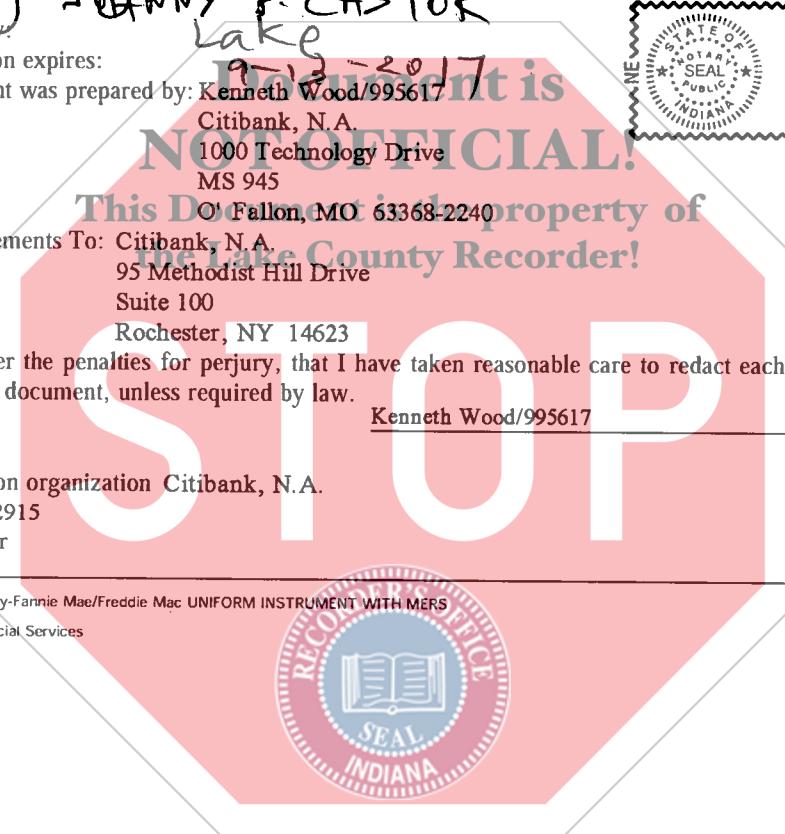 DENNY P. CASTOR
Lake
on expires:
9-13-2017
nt was prepared by: Kenneth Wood/995617
Document is
Citibank, N.A.
NOT OFFICIAL!
1000 Technology Drive
MS 945
This Document is the property of
O' Fallon, MO 63368-2240
ements To: Citibank, N.A.
the Lake County Recorder!
95 Methodist Hill Drive
Suite 100
Rochester, NY 14623
er the penalties for perjury, that I have taken reasonable care to redact each
document, unless required by law.
Kenneth Wood/995617
STOP
on organization Citibank, N.A.
2915
r
y-Fannie Mae/Freddie Mac UNIFORM INSTRUMENT WITH MERS
cial Services
RECORDER'S OFFICE
SEAL
INDIANA
STATE OF
NOTARY
SEAL
PUBLIC
INDIANA
NE